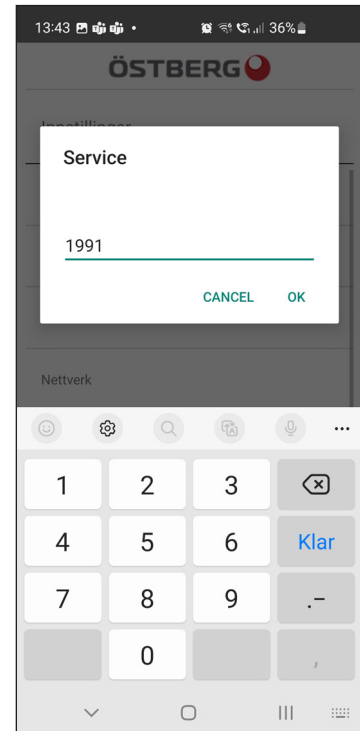 13:43
36%
ÖSTBERG
Innstillinger
Service
1991
CANCEL OK
Nettverk
1 2 3
4 5 6 Klar
7 8 9 .-
0 ,